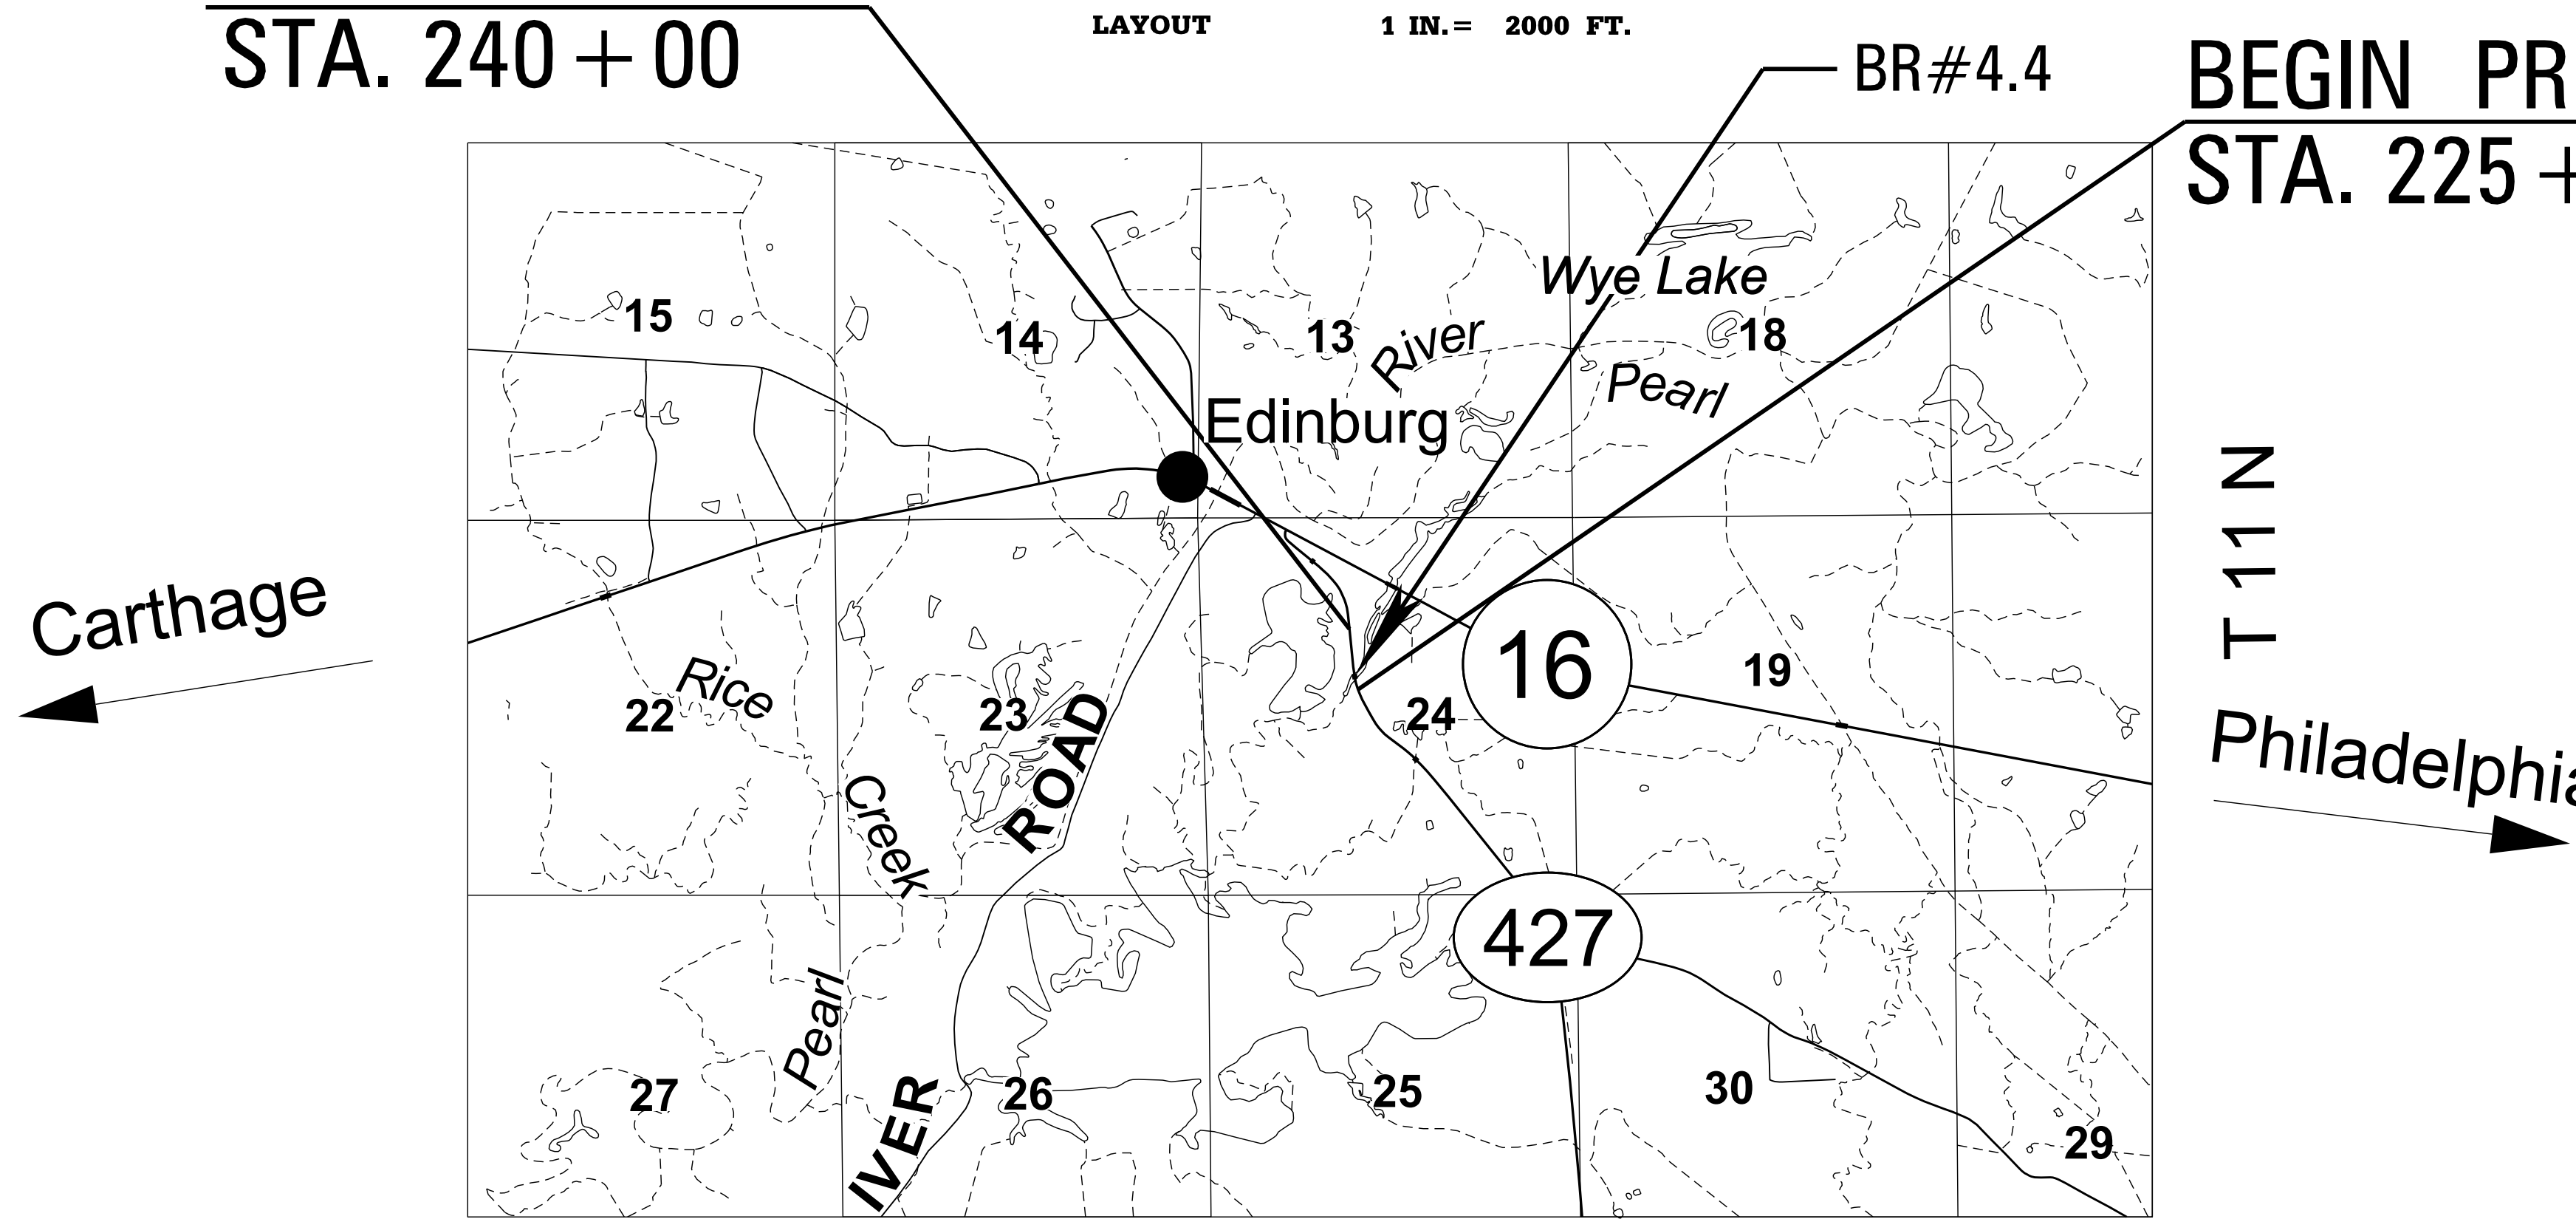 LAYOUT 1 IN.= 2000 FT.
STA. 240+00
BR#4.4
BEGIN PR
STA. 225+
Wye Lake
15
14
13
River
18
Pearl
Edinburg
T 11 N
Carthage
16
19
Rice
22
23
24
ROAD
Philadelphia
Creek
427
Pearl
27
IVER
26
25
30
29